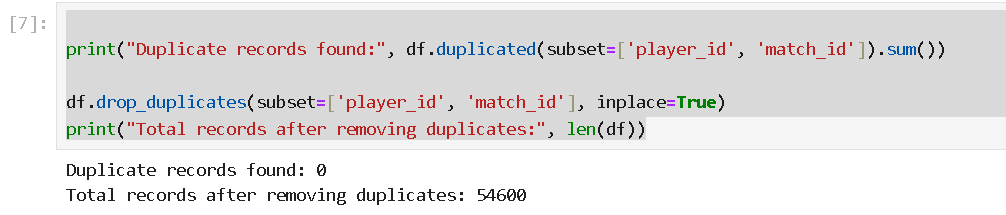 [7]:
print("Duplicate records found:", df.duplicated(subset=['player_id', 'match_id']).sum())
df.drop_duplicates(subset=['player_id', 'match_id'], inplace=True)
print("Total records after removing duplicates:", len(df))
Duplicate records found: 0
Total records after removing duplicates: 54600